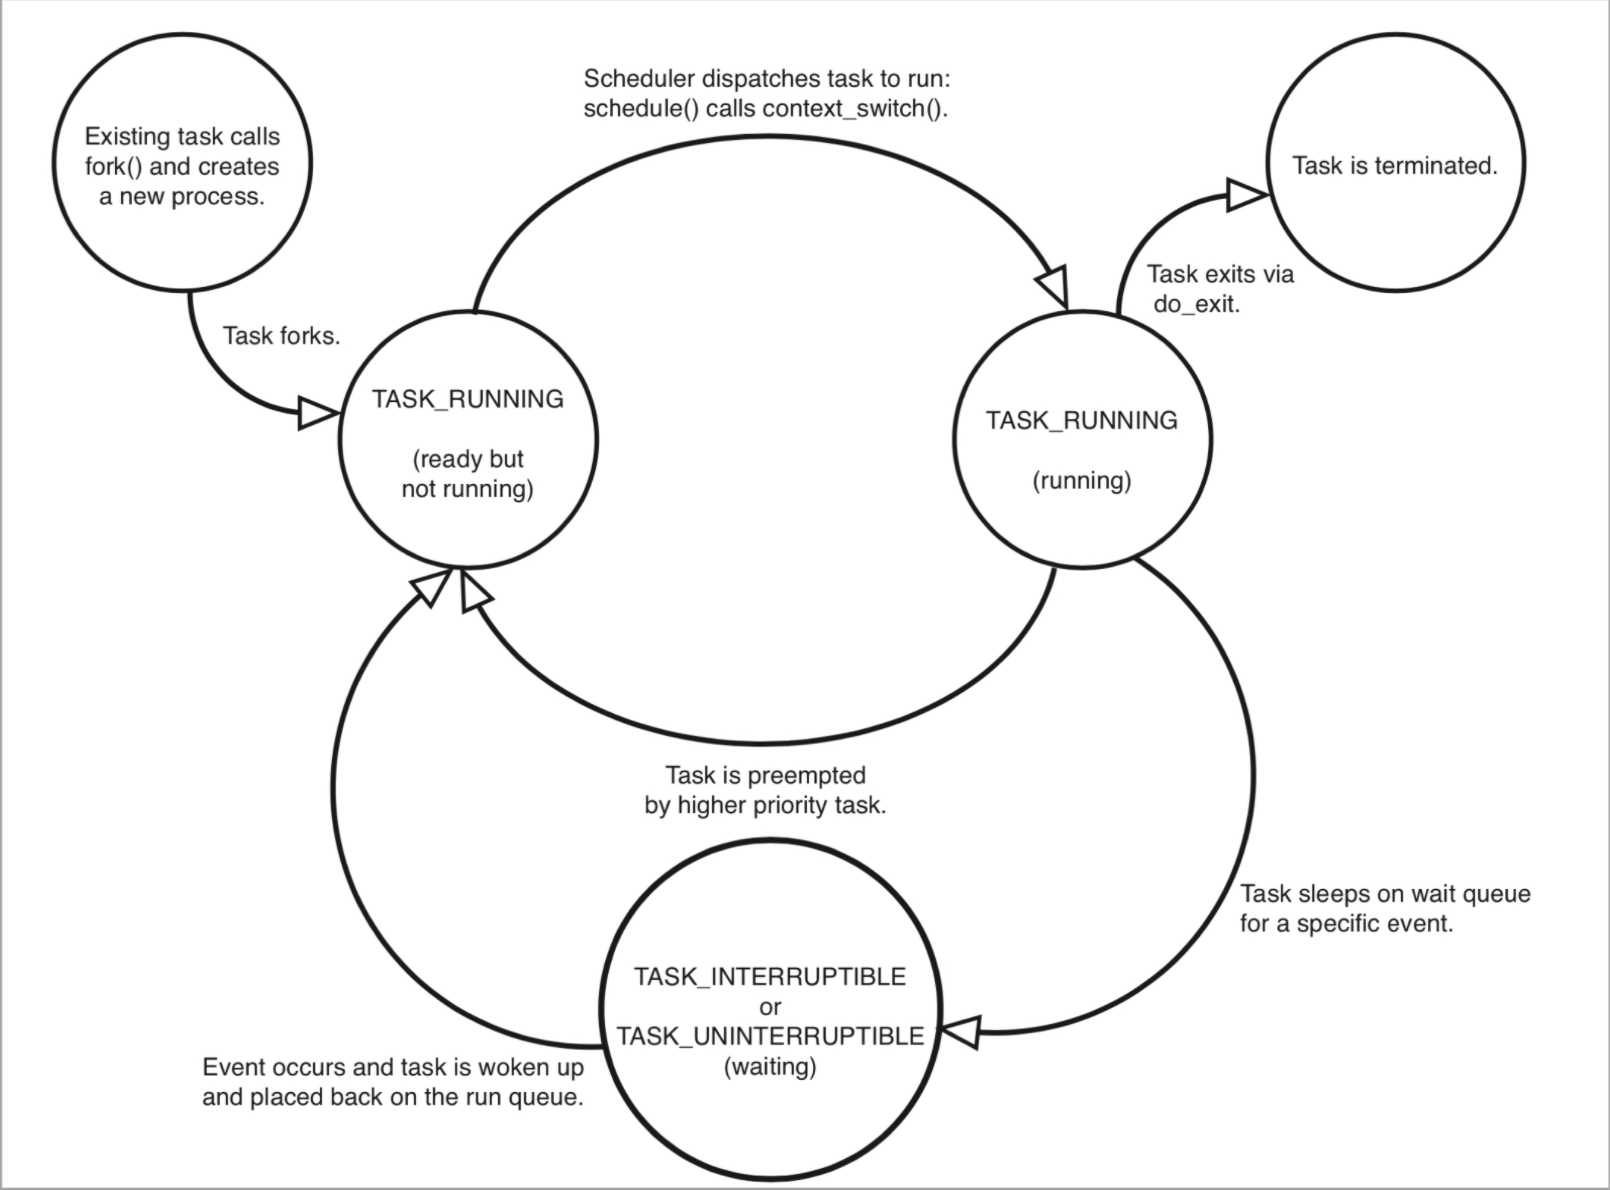 Existing task calls
fork() and creates
a new process.
Scheduler dispatches task to run:
schedule() calls context_switch().
Task is terminated.
Task exits via
do_exit.
Task forks.
TASK_RUNNING
(ready but
not running)
TASK_RUNNING
(running)
Task is preempted
by higher priority task.
Task sleeps on wait queue
for a specific event.
TASK_INTERRUPTIBLE
or
TASK_UNINTERRUPTIBLE
(waiting)
Event occurs and task is woken up
and placed back on the run queue.